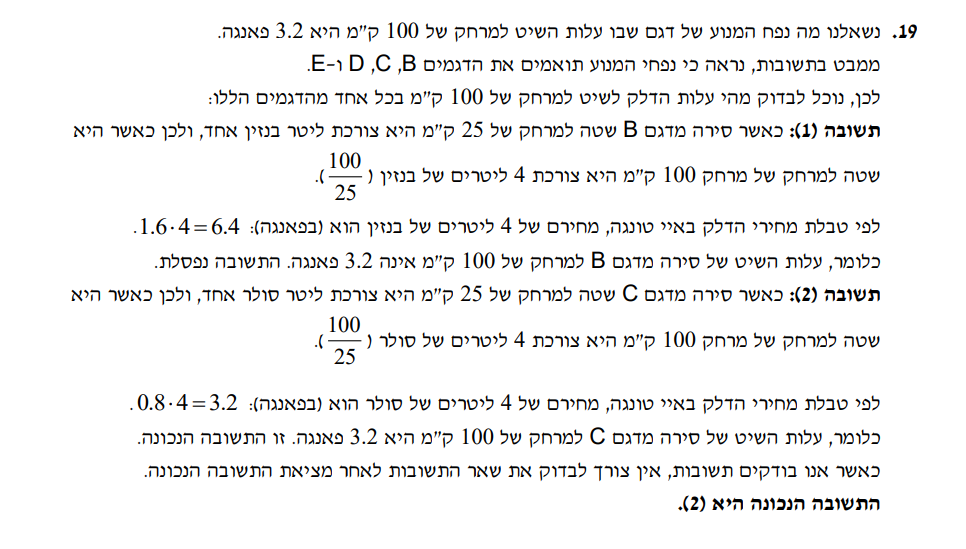 19. נשאלנו מה נפח המנוע של דגם שבו עלות השיט למרחק של 100 ק"מ היא 3.2 פאנגה.
ממבט בתשובות, נראה כי נפחי המנוע תואמים את הדגמים B, C, D ו-E.
לכן, נוכל לבדוק מהי עלות הדלק לשיט למרחק של 100 ק"מ בכל אחד מהדגמים הללו:
תשובה (1): כאשר סירה מדגם B שטה למרחק של 25 ק"מ היא צורכת ליטר בנזין אחד, ולכן כאשר היא
שטה למרחק של מרחק 100 ק"מ היא צורכת 4 ליטרים של בנזין (100/25).
לפי טבלת מחירי הדלק באיי טונגה, מחירם של 4 ליטרים של בנזין הוא (בפאנגה): 1.6·4=6.4.
כלומר, עלות השיט של סירה מדגם B למרחק של 100 ק"מ אינה 3.2 פאנגה. התשובה נפסלת.
תשובה (2): כאשר סירה מדגם C שטה למרחק של 25 ק"מ היא צורכת ליטר סולר אחד, ולכן כאשר היא
שטה למרחק של מרחק 100 ק"מ היא צורכת 4 ליטרים של סולר (100/25).
לפי טבלת מחירי הדלק באיי טונגה, מחירם של 4 ליטרים של סולר הוא (בפאנגה): 0.8·4=3.2.
כלומר, עלות השיט של סירה מדגם C למרחק של 100 ק"מ היא 3.2 פאנגה. זו התשובה הנכונה.
כאשר אנו בודקים תשובות, אין צורך לבדוק את שאר התשובות לאחר מציאת התשובה הנכונה.
התשובה הנכונה היא (2).